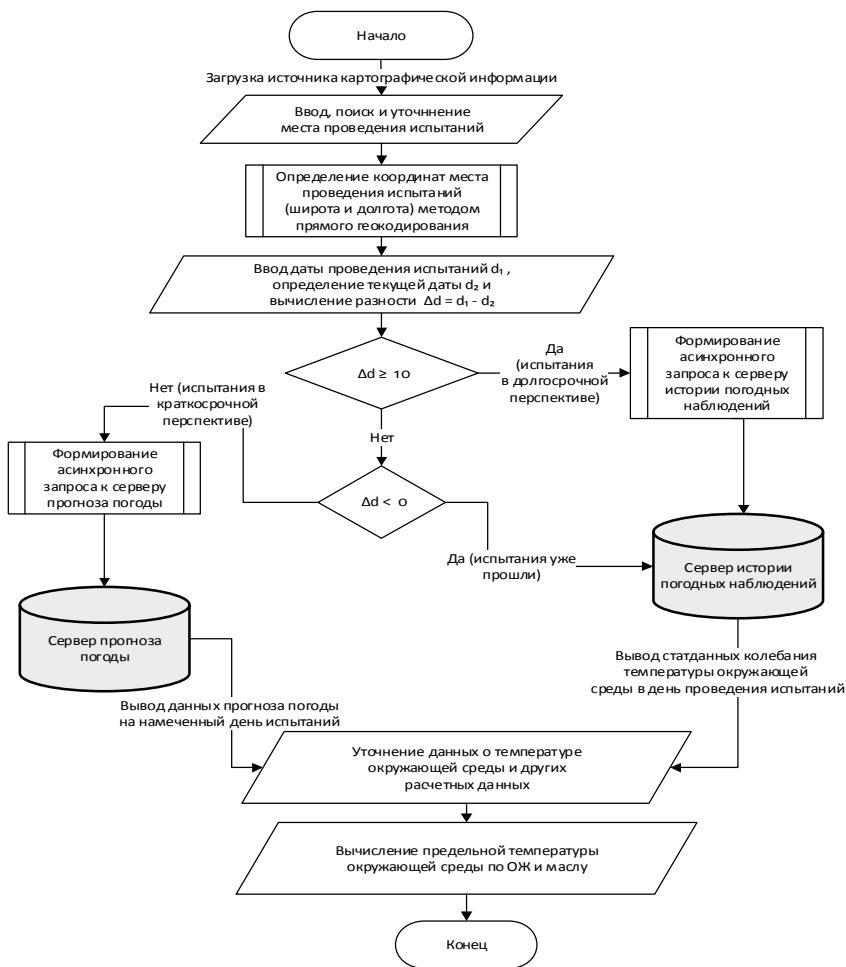 Начало
Загрузка источника картографической информации
Ввод, поиск и уточннение
места проведения испытаний
Определение координат места
проведения испытаний
(широта и долгота) методом
прямого геокодирования
Ввод даты проведения испытаний d₁ ,
определение текущей даты d₂ и
вычисление разности Δd = d₁ - d₂
Δd ≥ 10
Да
(испытания
в долгосрочной
перспективе)
Формирование
асинхронного
запроса к серверу
истории погодных
наблюдений
Нет (испытания в
краткосрочной
перспективе)
Нет
Формирование
асинхронного
запроса к серверу
прогноза погоды
Δd < 0
Да (испытания уже
прошли)
Сервер истории
погодных наблюдений
Сервер прогноза
погоды
Вывод статданных колебания
температуры окружающей
среды в день проведения испытаний
Вывод данных прогноза погоды
на намеченный день испытаний
Уточнение данных о температуре
окружающей среды и других
расчетных данных
Вычисление предельной температуры
окружающей среды по ОЖ и маслу
Конец